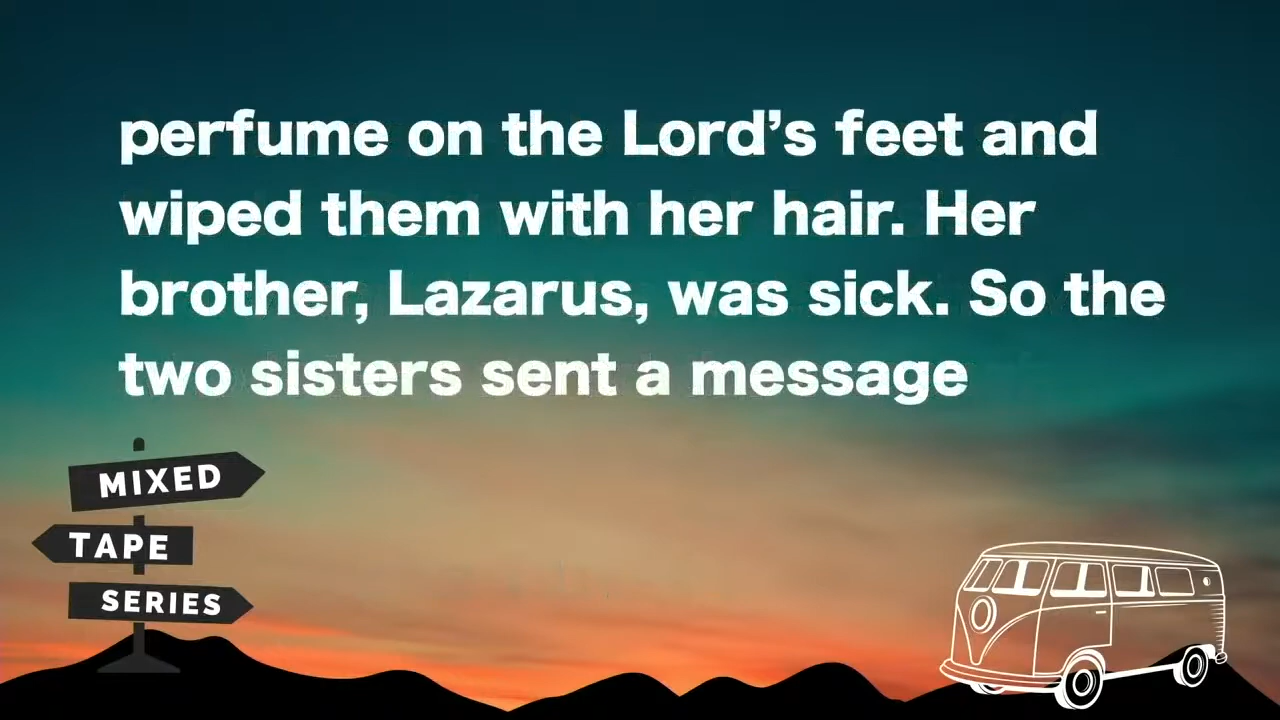 perfume on the Lord’s feet and
wiped them with her hair. Her
brother, Lazarus, was sick. So the
two sisters sent a message
MIXED
TAPE
SERIES